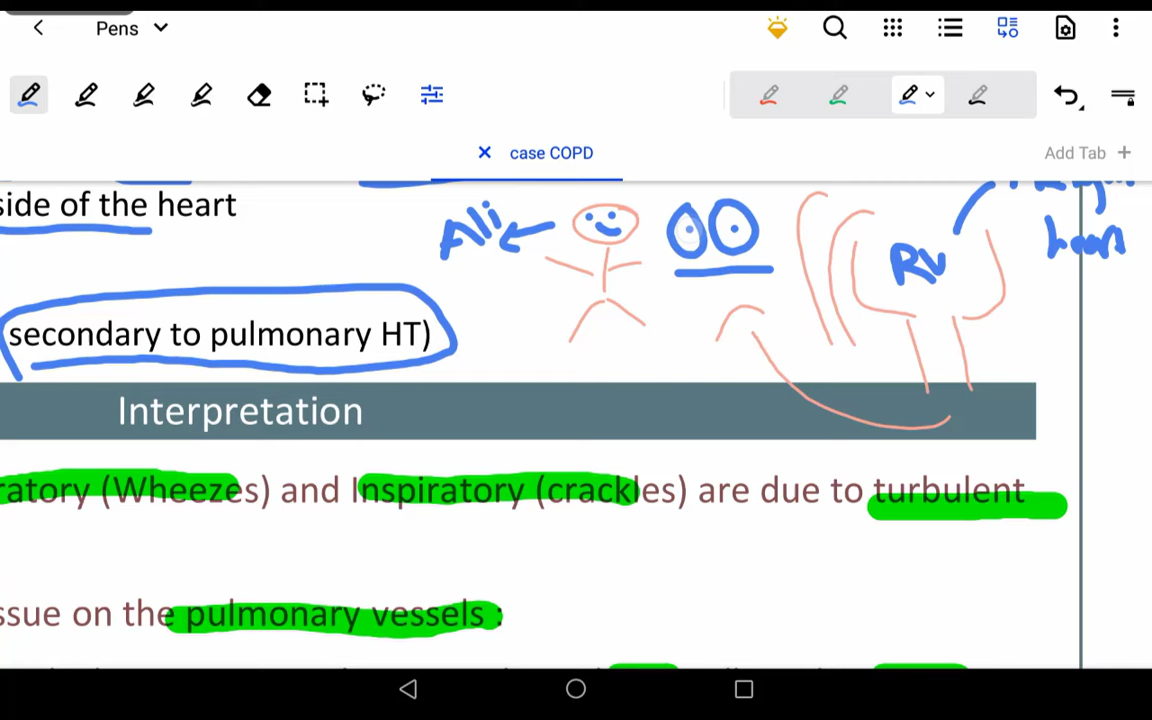 Pens
case COPD
Add Tab +
side of the heart
Ali
RV
heart
secondary to pulmonary HT)
Interpretation
ratory (Wheezes) and Inspiratory (crackles) are due to turbulent
ssue on the pulmonary vessels :